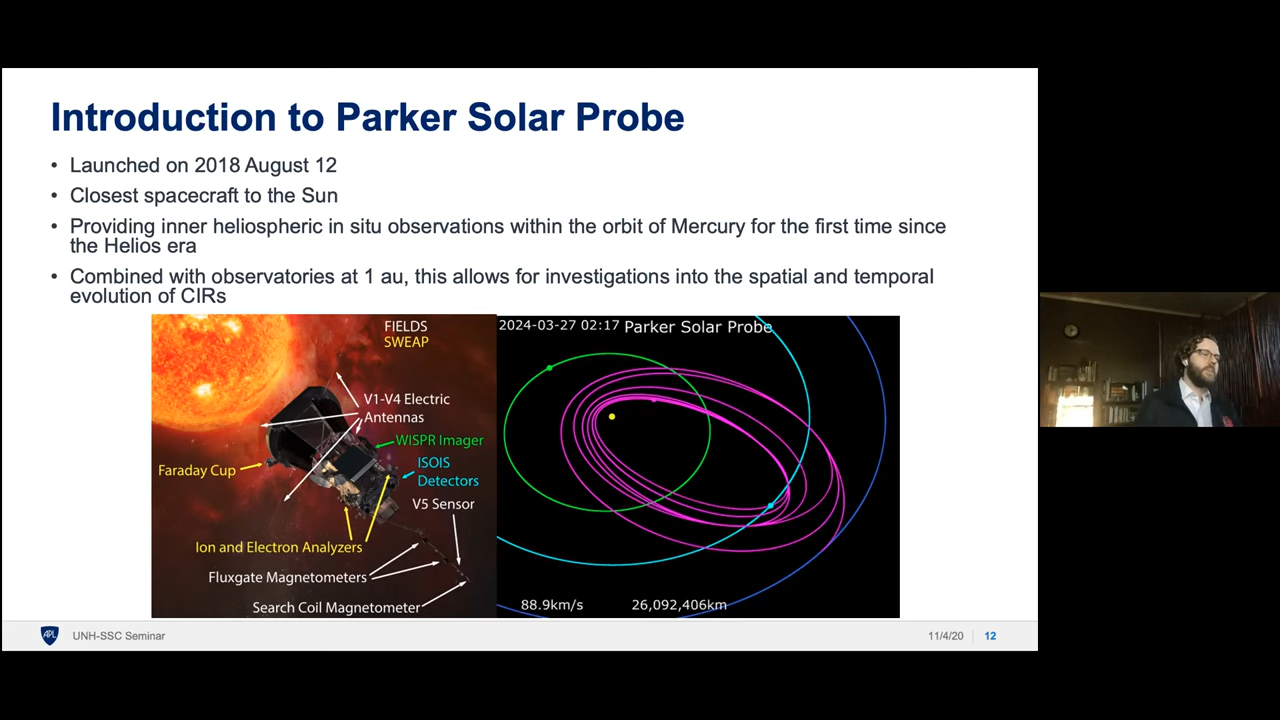 Introduction to Parker Solar Probe
• Launched on 2018 August 12
• Closest spacecraft to the Sun
• Providing inner heliospheric in situ observations within the orbit of Mercury for the first time since
the Helios era
• Combined with observatories at 1 au, this allows for investigations into the spatial and temporal
evolution of CIRs
FIELDS
SWEAP
V1-V4 Electric
Antennas
WISPR Imager
Faraday Cup
ISOIS
Detectors
V5 Sensor
Ion and Electron Analyzers
Fluxgate Magnetometers
Search Coil Magnetometer
2024-03-27 02:17 Parker Solar Probe
88.9km/s 26,092,406km
APL UNH-SSC Seminar 11/4/20 12